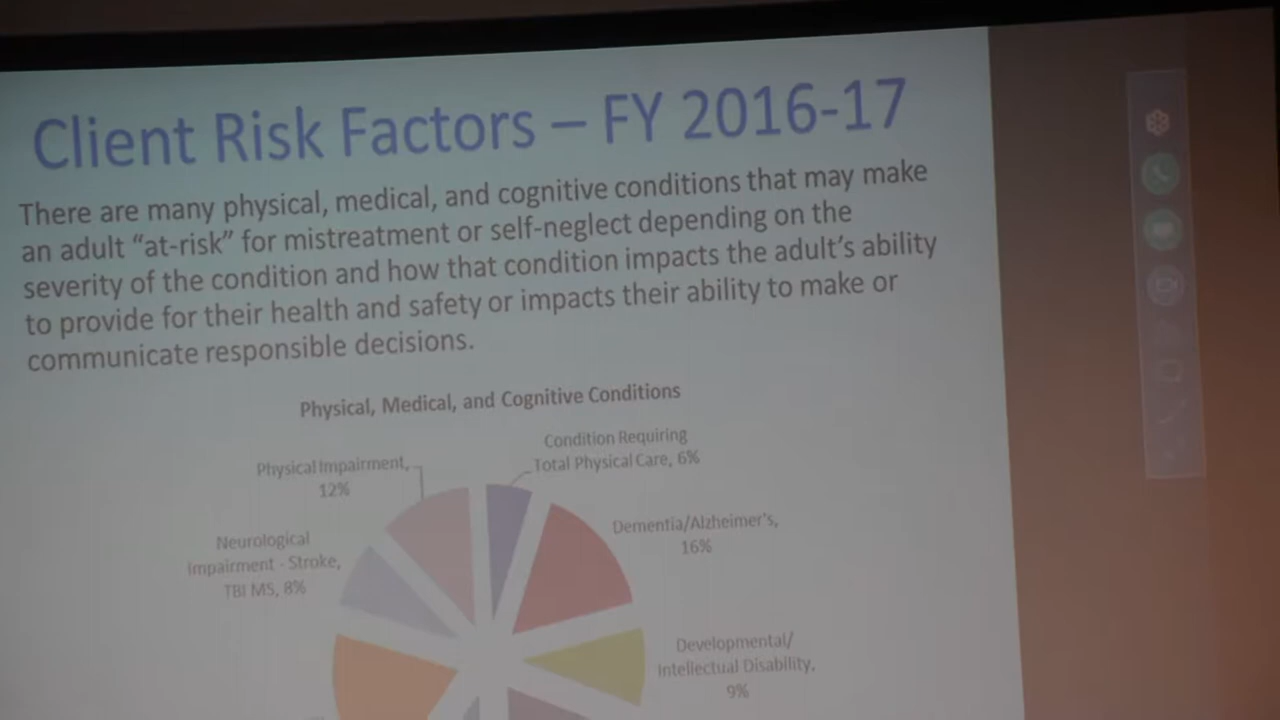 Client Risk Factors – FY 2016-17
There are many physical, medical, and cognitive conditions that may make
an adult “at-risk” for mistreatment or self-neglect depending on the
severity of the condition and how that condition impacts the adult’s ability
to provide for their health and safety or impacts their ability to make or
communicate responsible decisions.
Physical, Medical, and Cognitive Conditions
Condition Requiring
Total Physical Care, 6%
Physical Impairment,
12%
Dementia/Alzheimer's,
16%
Neurological
Impairment - Stroke,
TBI MS, 8%
Developmental/
Intellectual Disability,
9%